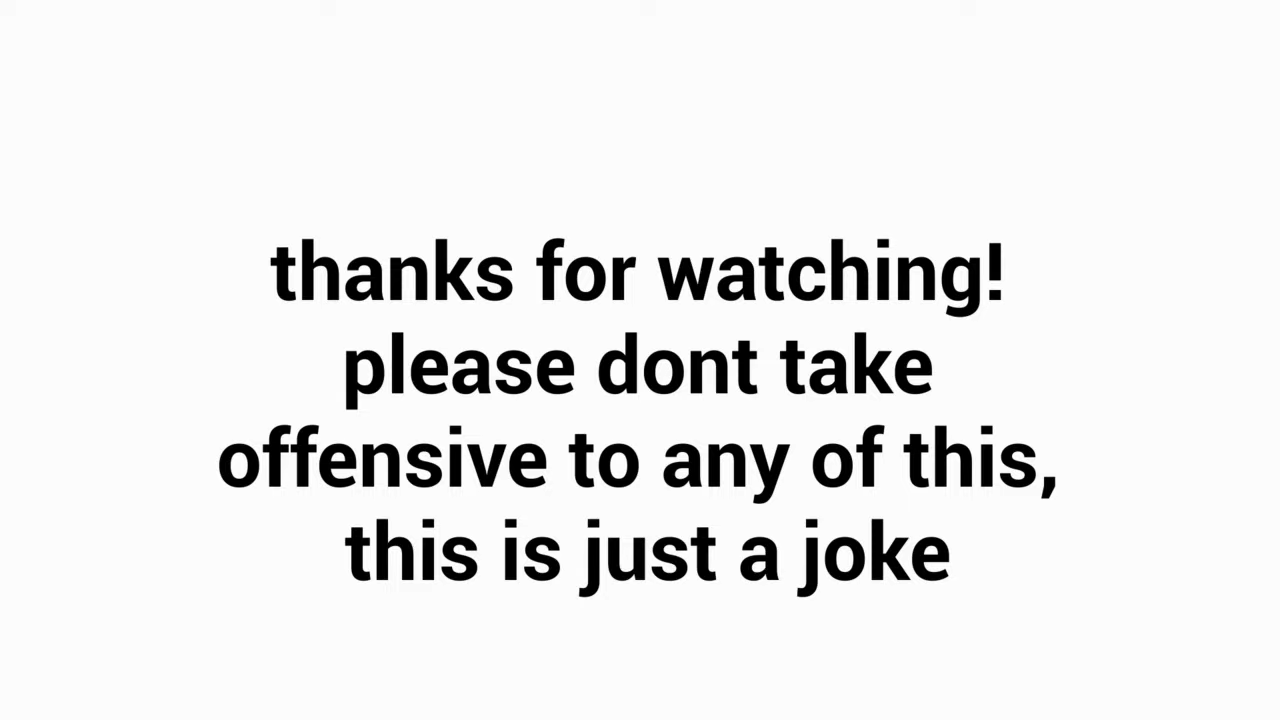 thanks for watching!
please dont take
offensive to any of this,
this is just a joke